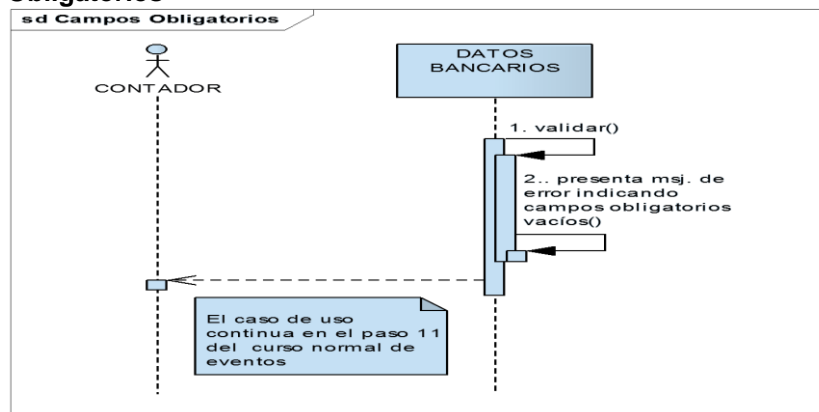 sd Campos Obligatorios
CONTADOR
DATOS
BANCARIOS
1. validar()
2.. presenta msj. de
error indicando
campos obligatorios
vacíos()
El caso de uso
continua en el paso 11
del curso normal de
eventos